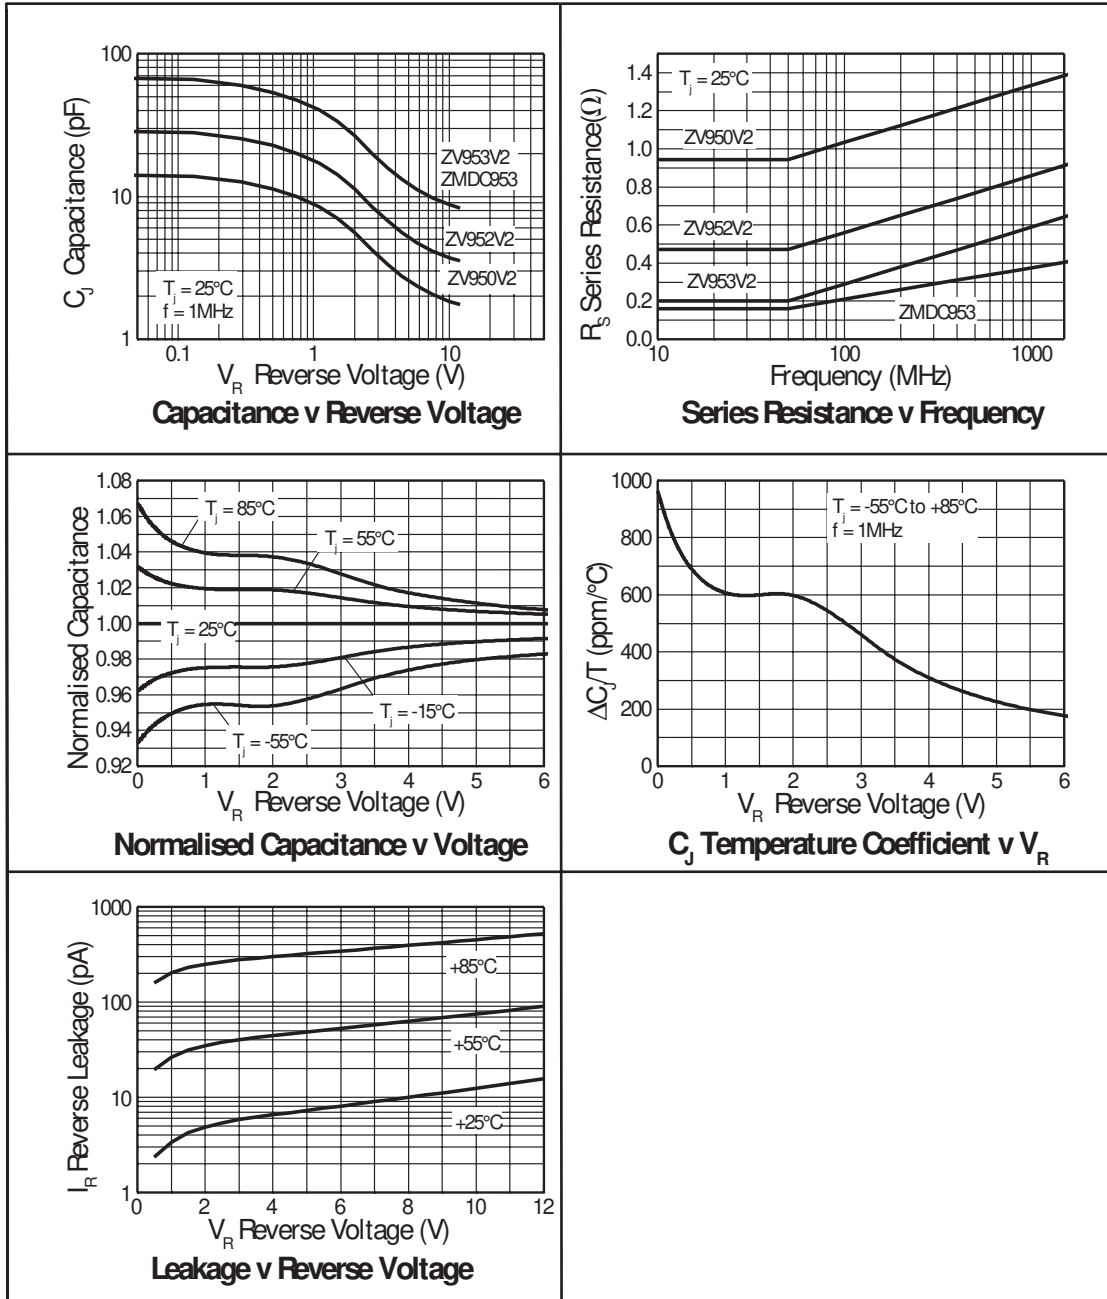 100
10
1
C_J Capacitance (pF)
ZV953V2
ZMDC953
ZV952V2
ZV950V2
T_j = 25°C
f = 1MHz
0.1 1 10
V_R Reverse Voltage (V)
Capacitance v Reverse Voltage
1.4
1.2
1.0
0.8
0.6
0.4
0.2
0.0
R_S Series Resistance(Ω)
T_j = 25°C
ZV950V2
ZV952V2
ZV953V2
ZMDC953
10 100 1000
Frequency (MHz)
Series Resistance v Frequency
1.08
1.06
1.04
1.02
1.00
0.98
0.96
0.94
0.92
Normalised Capacitance
T_j = 85°C
T_j = 55°C
T_j = 25°C
T_j = -15°C
T_j = -55°C
0 1 2 3 4 5 6
V_R Reverse Voltage (V)
Normalised Capacitance v Voltage
1000
800
600
400
200
0
ΔC_J/T (ppm/°C)
T_j = -55°C to +85°C
f = 1MHz
0 1 2 3 4 5 6
V_R Reverse Voltage (V)
C_J Temperature Coefficient v V_R
1000
100
10
1
I_R Reverse Leakage (pA)
+85°C
+55°C
+25°C
0 2 4 6 8 10 12
V_R Reverse Voltage (V)
Leakage v Reverse Voltage